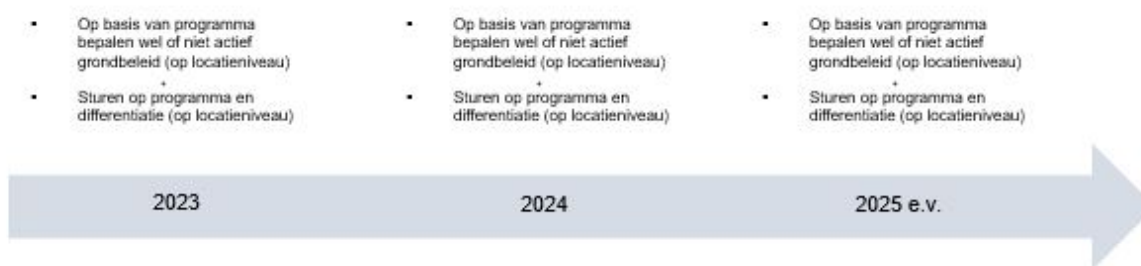 ▪ Op basis van programma
bepalen wel of niet actief
grondbeleid (op locatieniveau)
+
▪ Sturen op programma en
differentiatie (op locatieniveau)
▪ Op basis van programma
bepalen wel of niet actief
grondbeleid (op locatieniveau)
+
▪ Sturen op programma en
differentiatie (op locatieniveau)
▪ Op basis van programma
bepalen wel of niet actief
grondbeleid (op locatieniveau)
+
▪ Sturen op programma en
differentiatie (op locatieniveau)
2023
2024
2025 e.v.